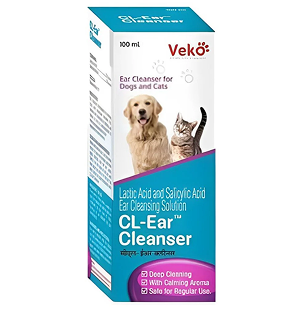 100 mL
Veko
Ear Cleanser for
Dogs and Cats
Lactic Acid and Salicylic Acid
Ear Cleansing Solution
CL-Ear™
Cleanser
Deep Clenning
With Calming Aroma
Safe for Regular Use.